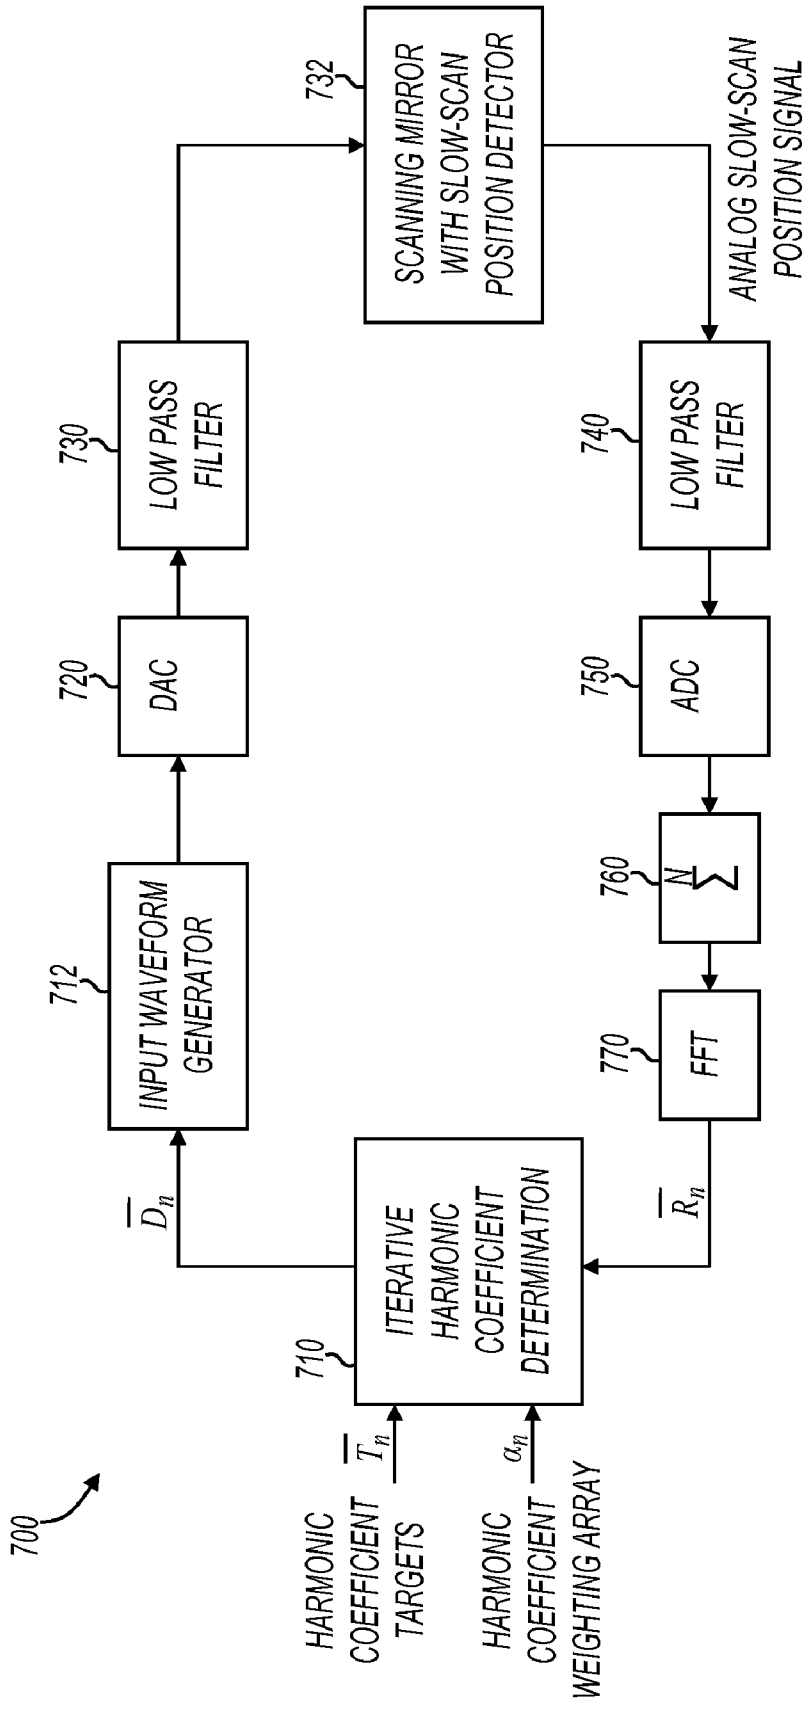 700
HARMONIC
COEFFICIENT
TARGETS
T̅n
HARMONIC
COEFFICIENT
WEIGHTING ARRAY
αn
710
ITERATIVE
HARMONIC
COEFFICIENT
DETERMINATION
D̅n
712
INPUT WAVEFORM
GENERATOR
720
DAC
730
LOW PASS
FILTER
732
SCANNING MIRROR
WITH SLOW-SCAN
POSITION DETECTOR
ANALOG SLOW-SCAN
POSITION SIGNAL
740
LOW PASS
FILTER
750
ADC
760
N
Σ
770
FFT
R̅n